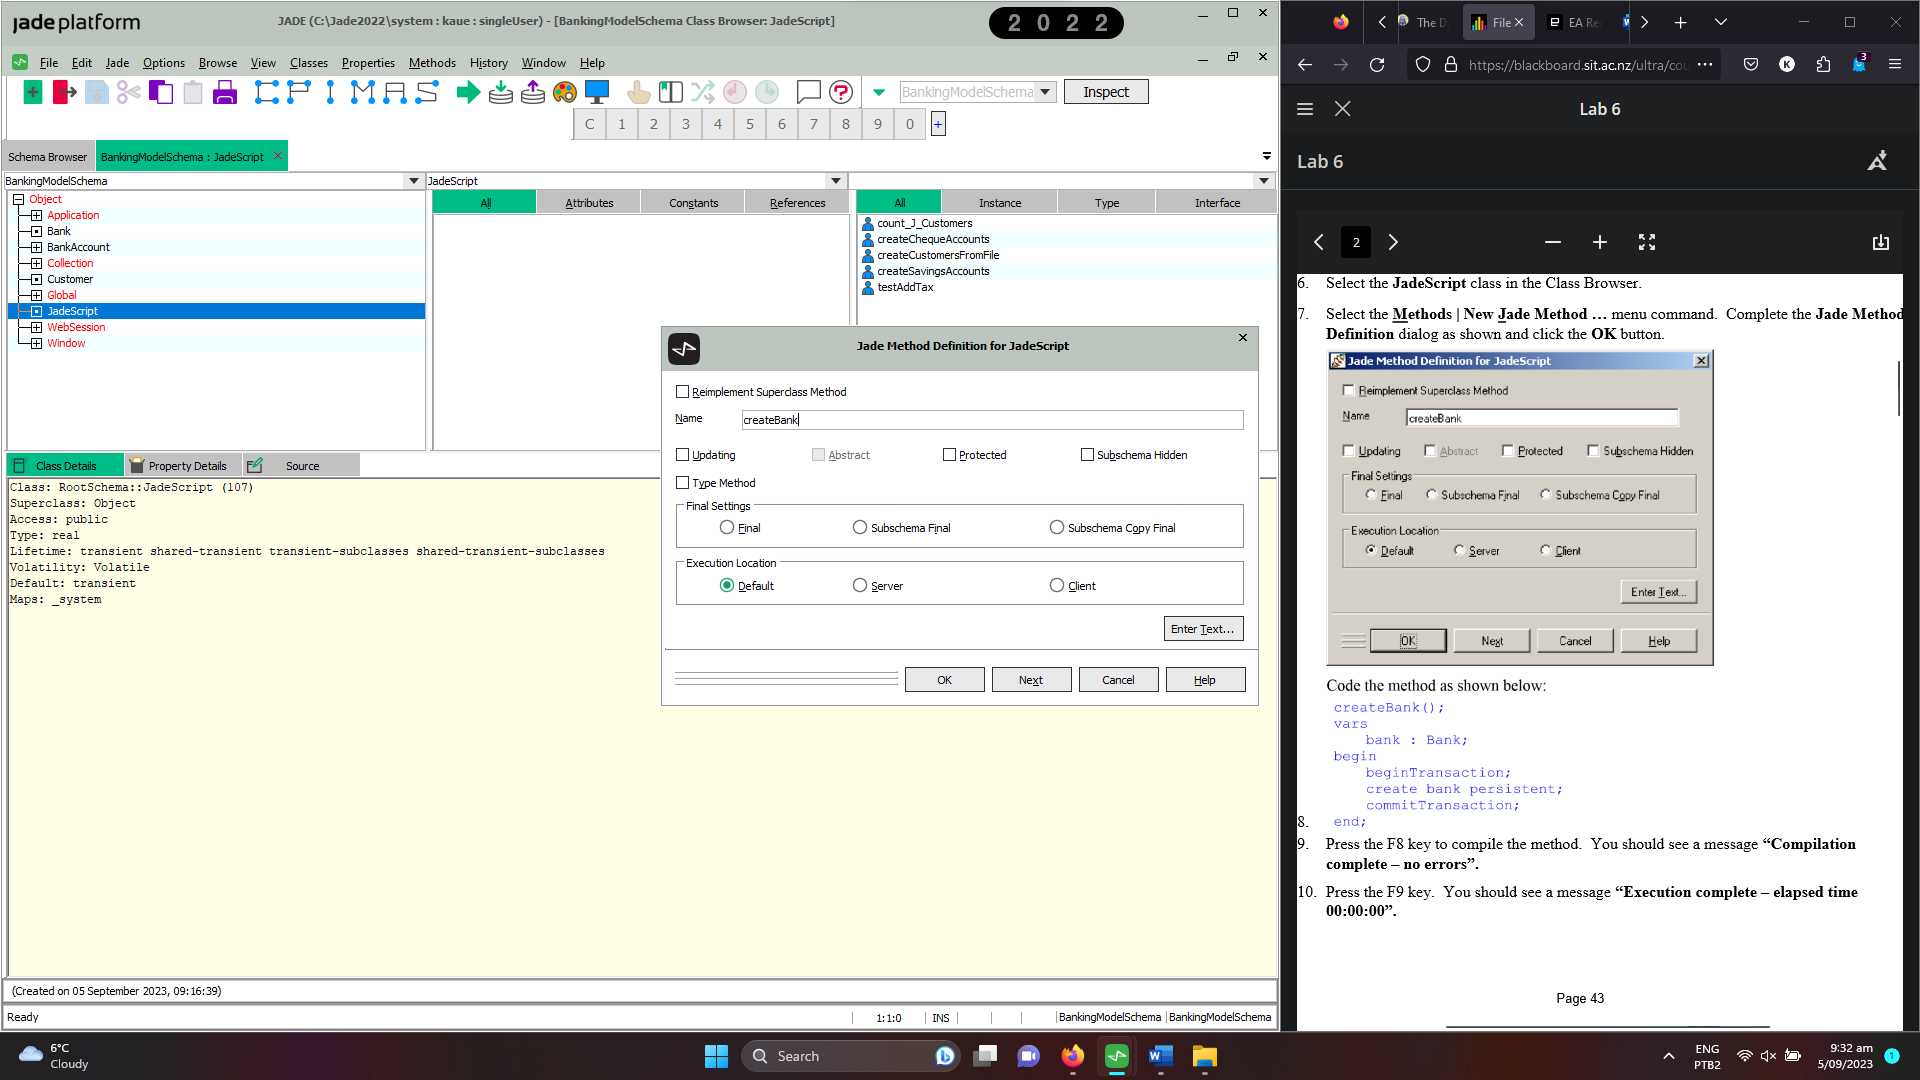 jadeplatform
JADE (C:\Jade2022\system : kaue : singleUser) - [BankingModelSchema Class Browser: JadeScript]
2022
File Edit Jade Options Browse View Classes Properties Methods History Window Help
BankingModelSchema
Inspect
C 1 2 3 4 5 6 7 8 9 0 +
Schema Browser
BankingModelSchema : JadeScript
BankingModelSchema
JadeScript
Object
Application
Bank
BankAccount
Collection
Customer
Global
JadeScript
WebSession
Window
All Attributes Constants References
All Instance Type Interface
count_J_Customers
createChequeAccounts
createCustomersFromFile
createSavingsAccounts
testAddTax
Class Details Property Details Source
Class: RootSchema::JadeScript (107)
Superclass: Object
Access: public
Type: real
Lifetime: transient shared-transient transient-subclasses shared-transient-subclasses
Volatility: Volatile
Default: transient
Maps: _system
Jade Method Definition for JadeScript
Reimplement Superclass Method
Name createBank
Updating Abstract Protected Subschema Hidden
Type Method
Final Settings
Final Subschema Final Subschema Copy Final
Execution Location
Default Server Client
Enter Text...
OK Next Cancel Help
(Created on 05 September 2023, 09:16:39)
Ready
1:1:0 INS BankingModelSchema BankingModelSchema
The D
File
EA Re
https://blackboard.sit.ac.nz/ultra/cou
K
3
Lab 6
Lab 6
2
6. Select the JadeScript class in the Class Browser.
7. Select the Methods | New Jade Method … menu command. Complete the Jade Method
Definition dialog as shown and click the OK button.
Jade Method Definition for JadeScript
Reimplement Superclass Method
Name createBank
Updating Abstract Protected Subschema Hidden
Final Settings
Final Subschema Final Subschema Copy Final
Execution Location
Default Server Client
Enter Text...
OK Next Cancel Help
Code the method as shown below:
createBank();
vars
bank : Bank;
begin
beginTransaction;
create bank persistent;
commitTransaction;
8. end;
9. Press the F8 key to compile the method. You should see a message “Compilation
complete – no errors”.
10. Press the F9 key. You should see a message “Execution complete – elapsed time
00:00:00”.
Page 43
6°C
Cloudy
Search
ENG
PTB2
9:32 am
5/09/2023
1